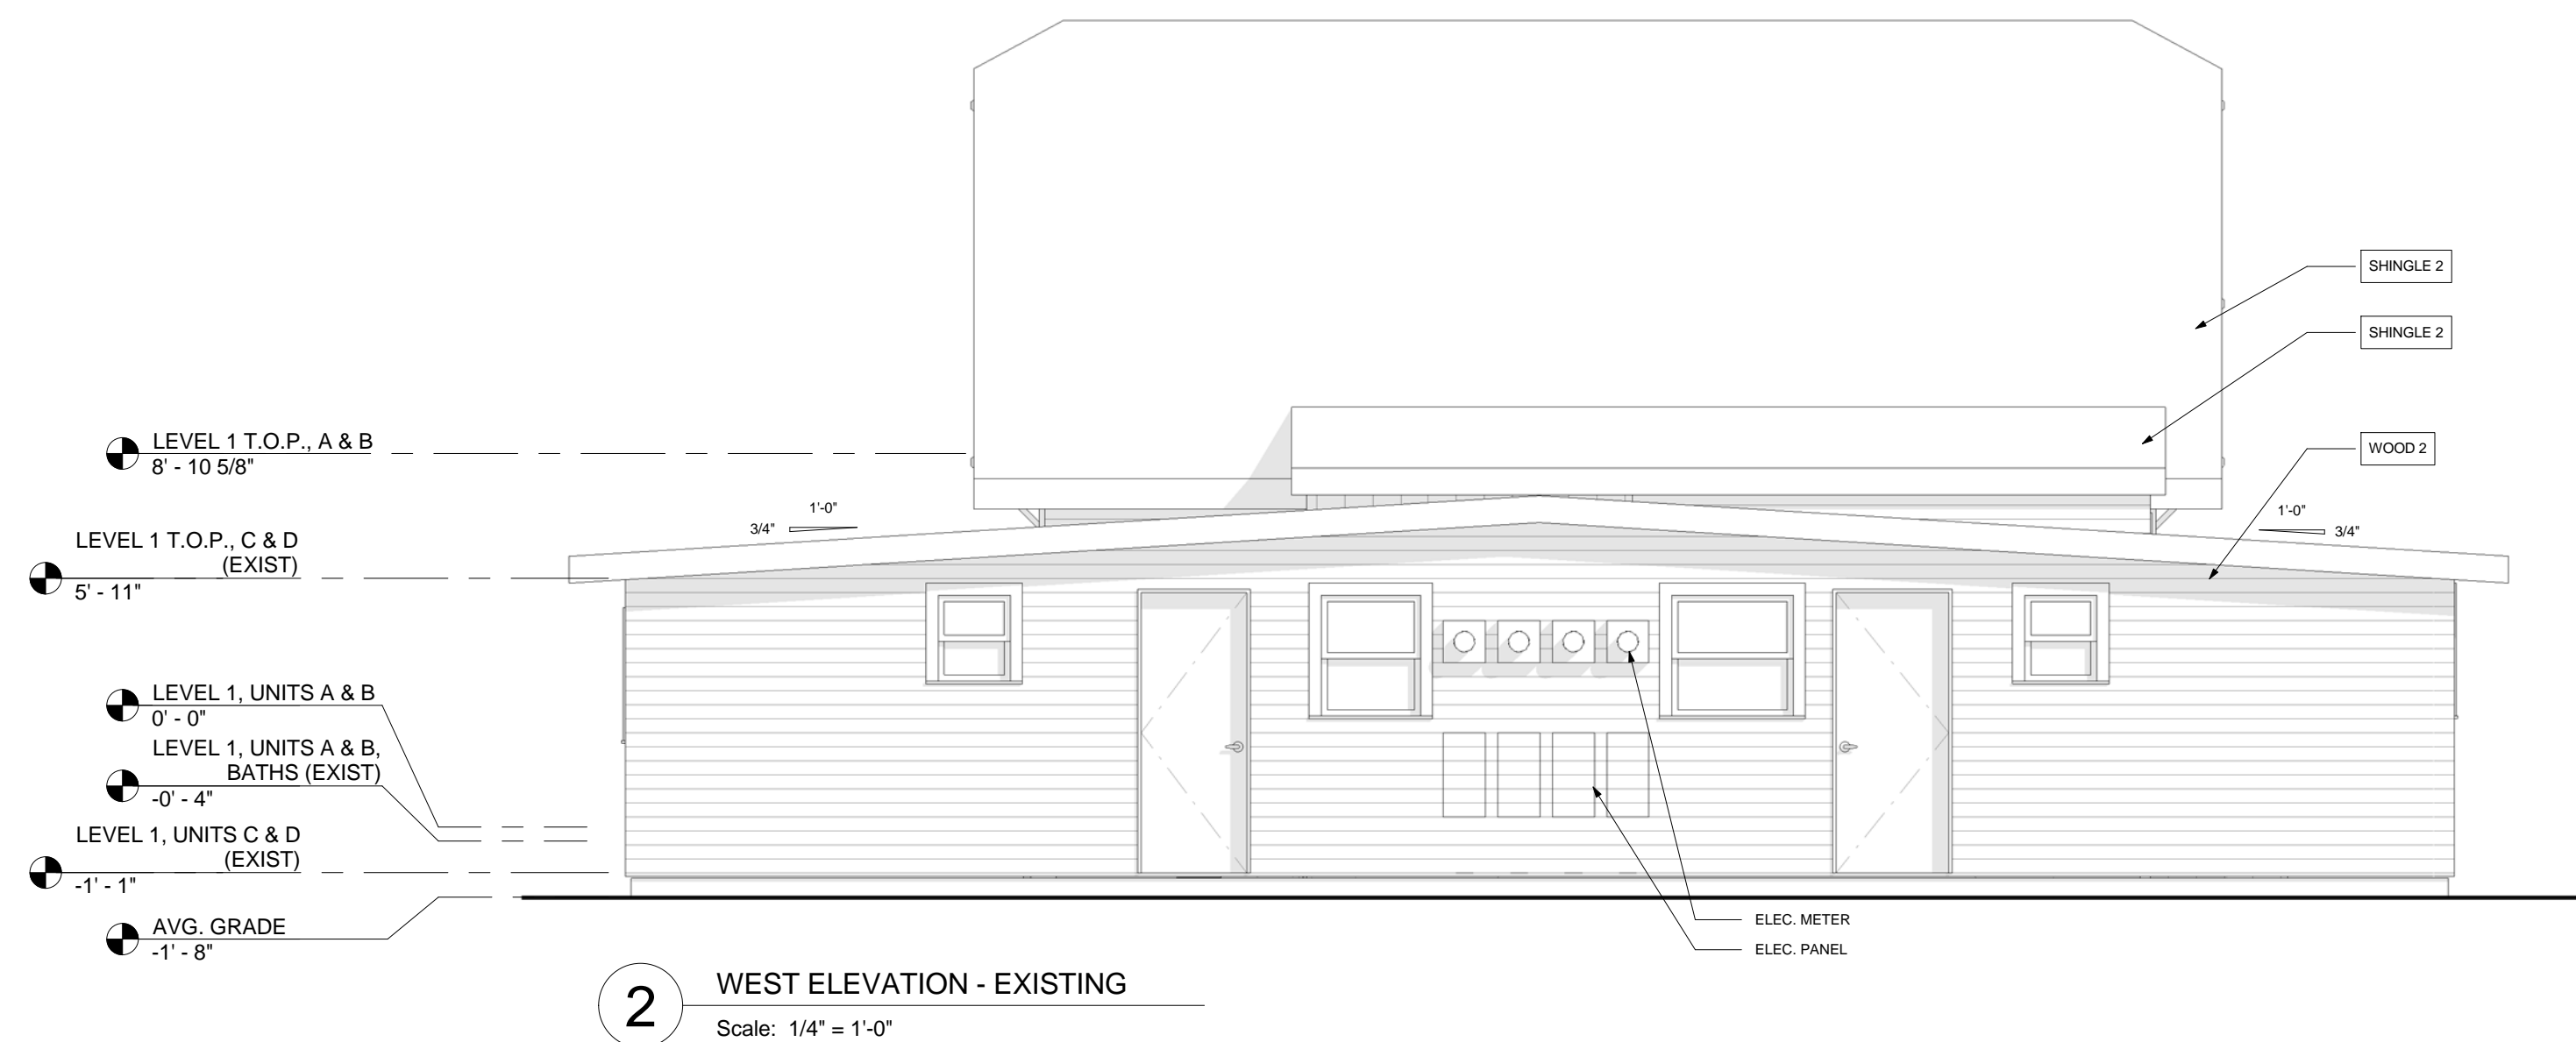 SHINGLE 2
SHINGLE 2
WOOD 2
LEVEL 1 T.O.P., A & B
8' - 10 5/8"
1'-0"
3/4"
1'-0"
3/4"
LEVEL 1 T.O.P., C & D
(EXIST)
5' - 11"
LEVEL 1, UNITS A & B
0' - 0"
LEVEL 1, UNITS A & B,
BATHS (EXIST)
-0' - 4"
LEVEL 1, UNITS C & D
(EXIST)
-1' - 1"
AVG. GRADE
-1' - 8"
ELEC. METER
ELEC. PANEL
2
WEST ELEVATION - EXISTING
Scale: 1/4" = 1'-0"